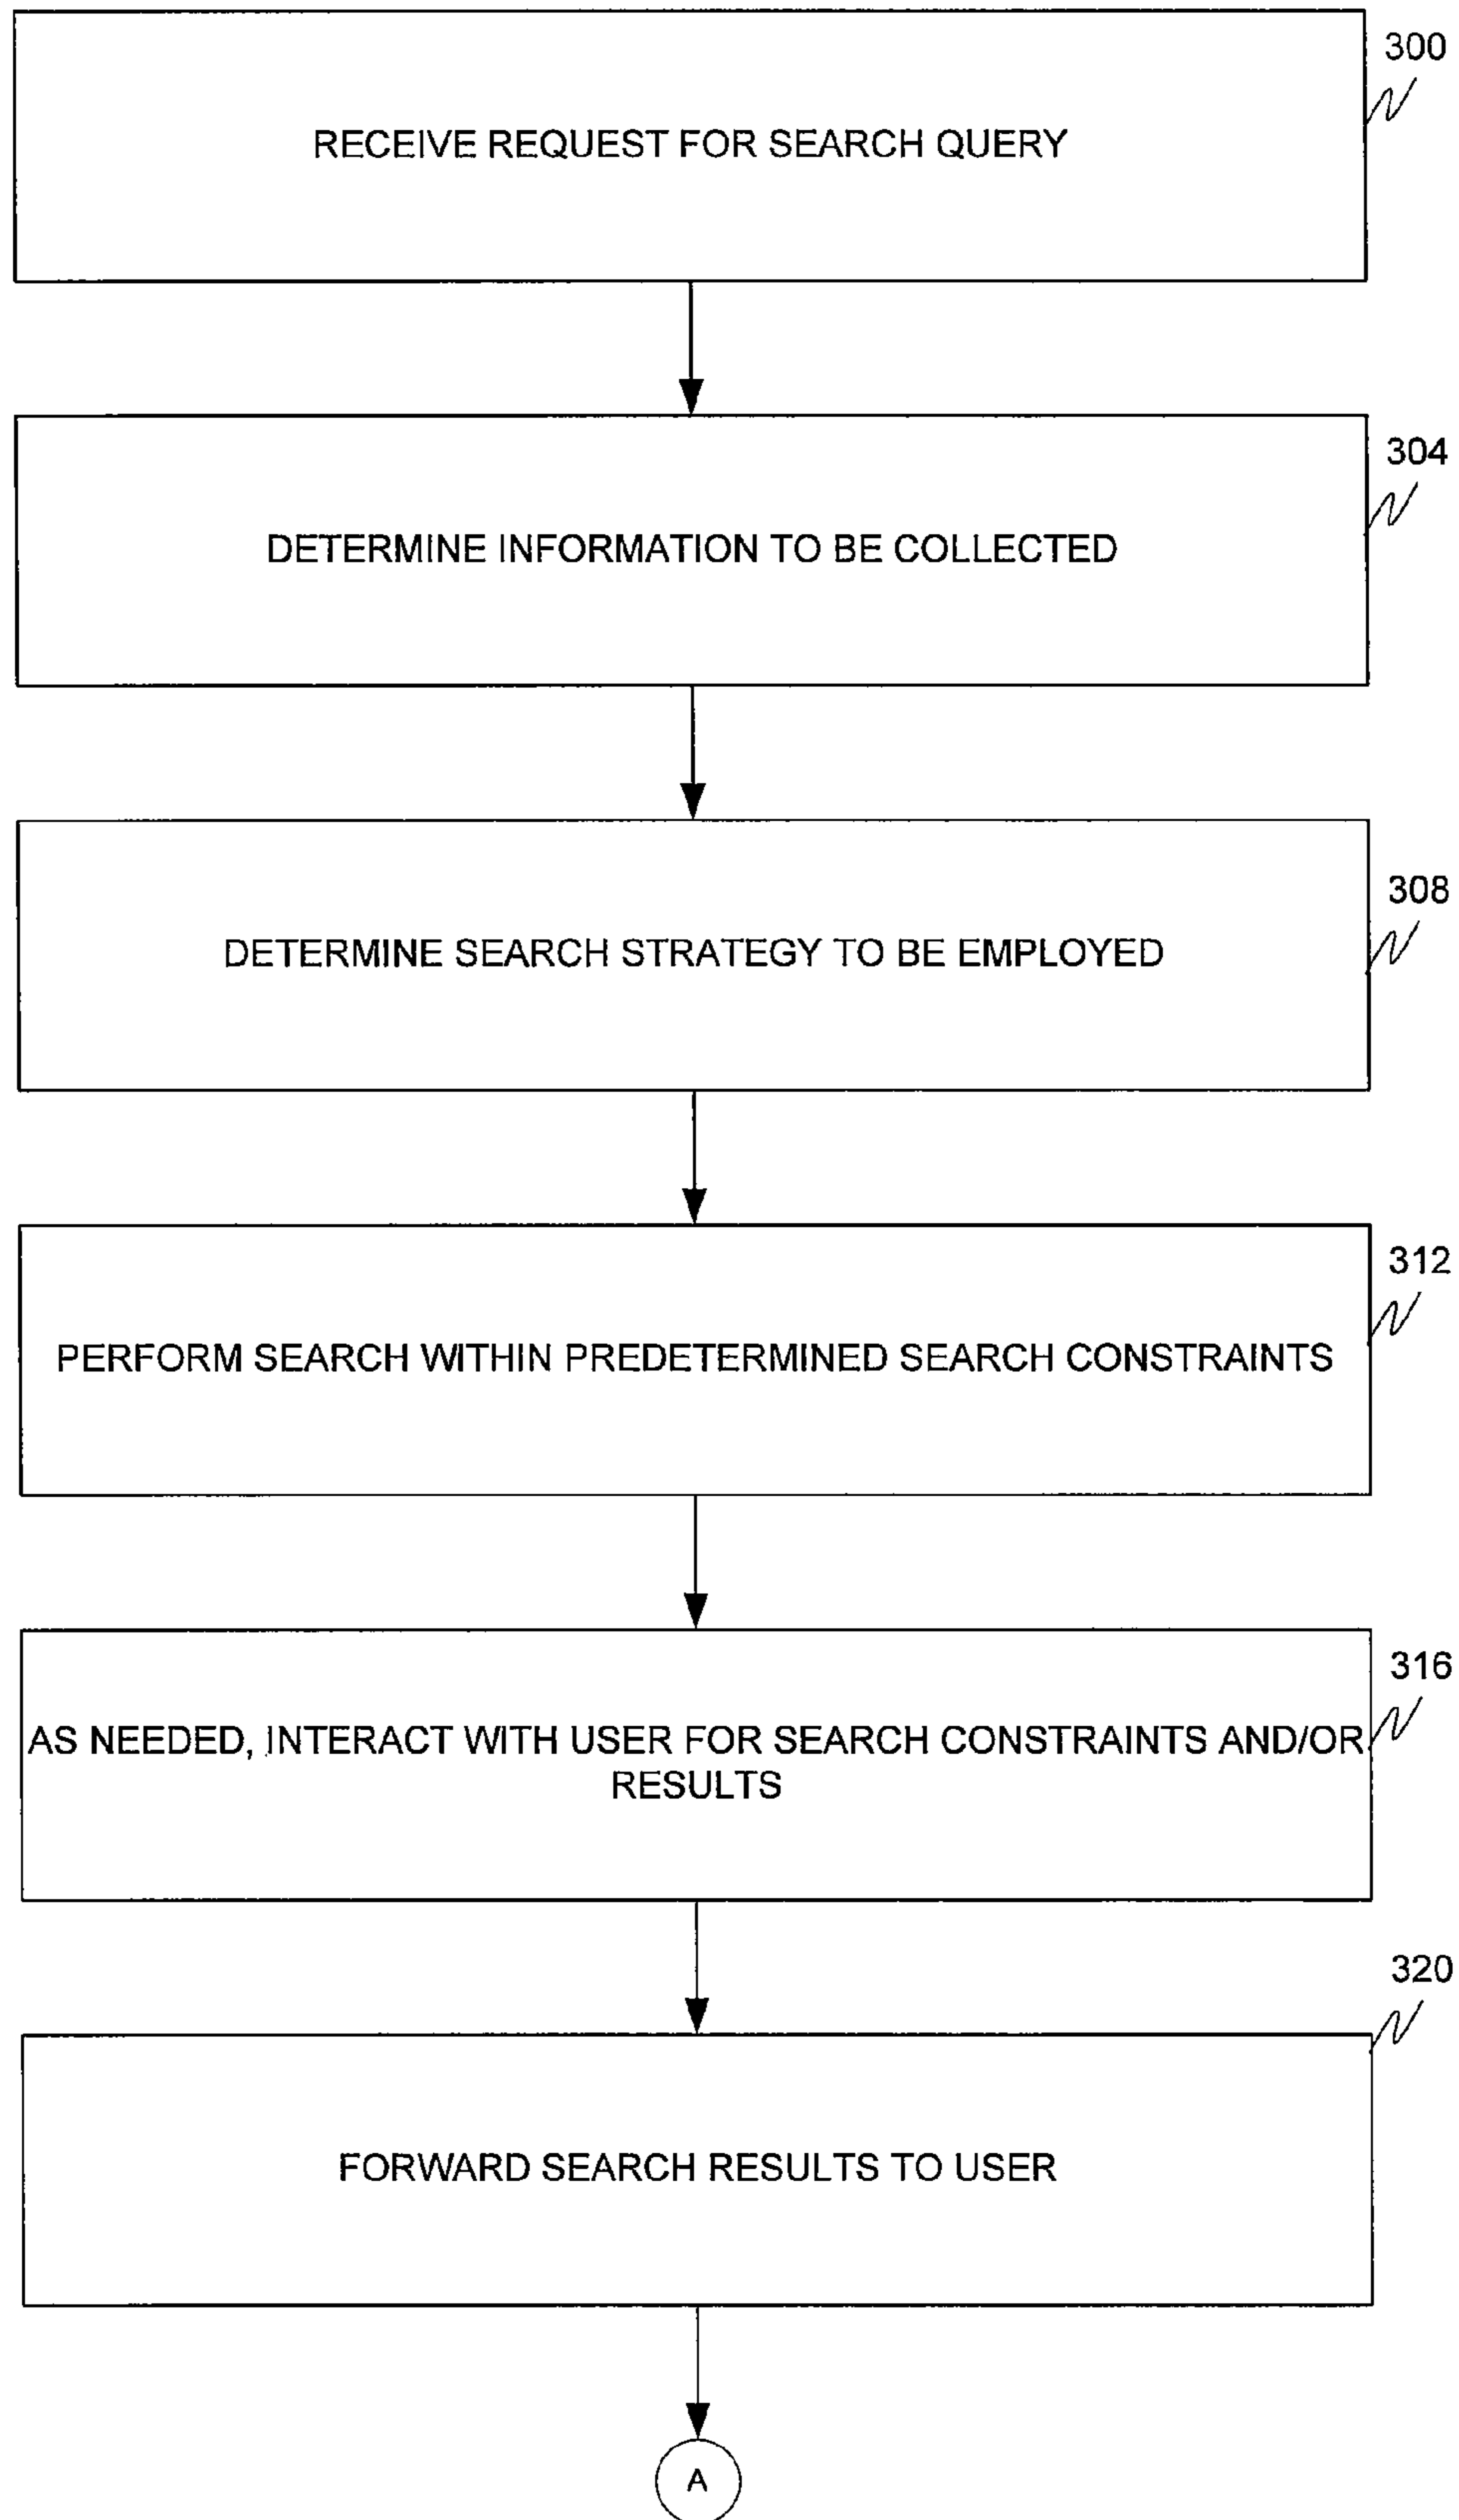 300
RECEIVE REQUEST FOR SEARCH QUERY
304
DETERMINE INFORMATION TO BE COLLECTED
308
DETERMINE SEARCH STRATEGY TO BE EMPLOYED
312
PERFORM SEARCH WITHIN PREDETERMINED SEARCH CONSTRAINTS
316
AS NEEDED, INTERACT WITH USER FOR SEARCH CONSTRAINTS AND/OR
RESULTS
320
FORWARD SEARCH RESULTS TO USER
A